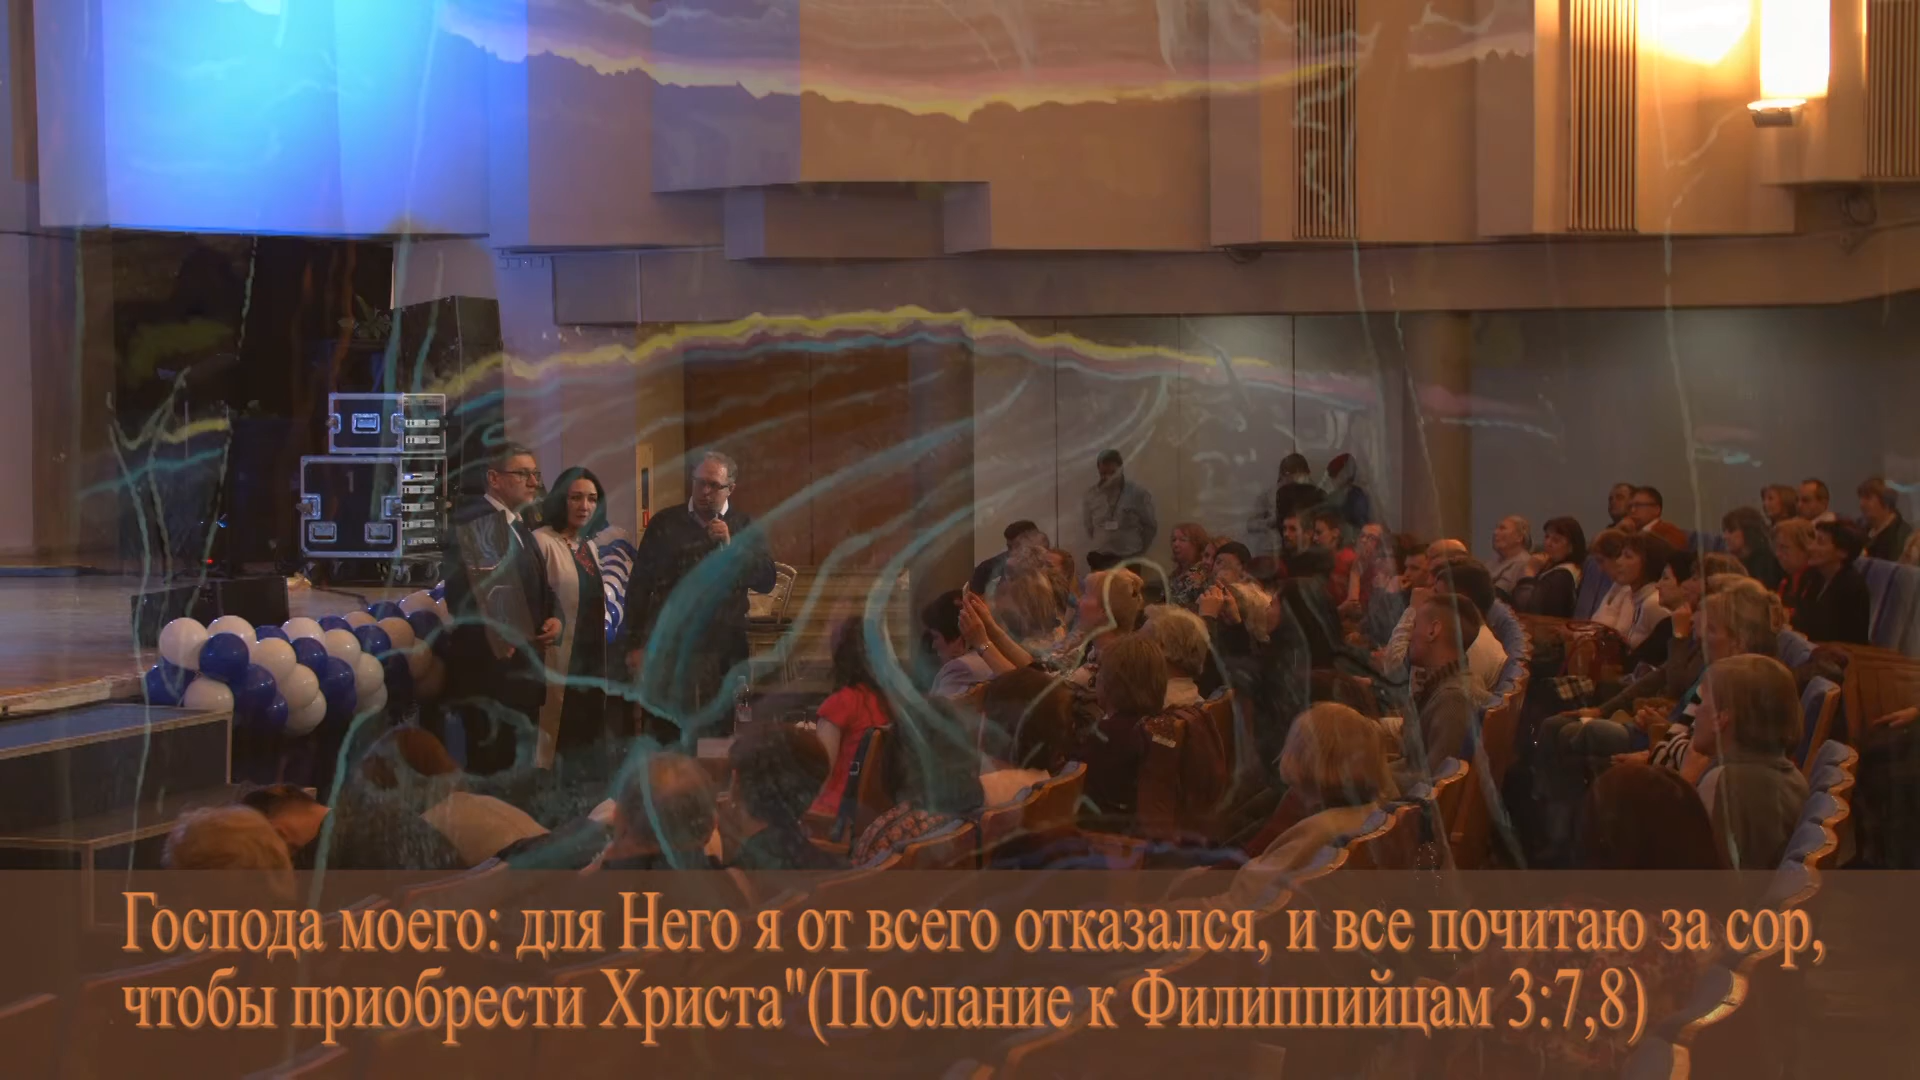 Господа моего: для Него я от всего отказался, и все почитаю за сор,
чтобы приобрести Христа"(Послание к Филиппийцам 3:7,8)